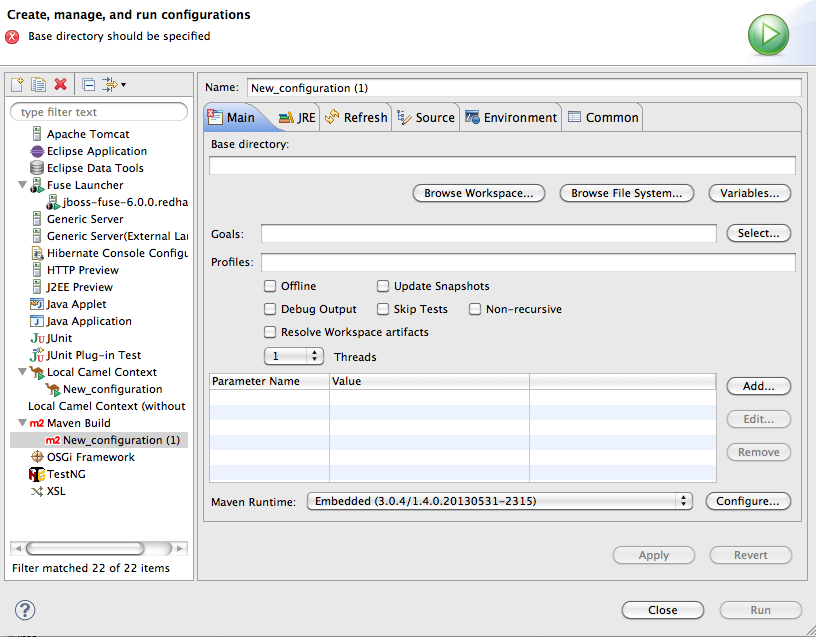 Create, manage, and run configurations
Base directory should be specified
type filter text
Apache Tomcat
Eclipse Application
Eclipse Data Tools
Fuse Launcher
jboss-fuse-6.0.0.redha
Generic Server
Generic Server(External Lau
Hibernate Console Configu
HTTP Preview
J2EE Preview
Java Applet
Java Application
Ju JUnit
JUnit Plug-in Test
Local Camel Context
New_configuration
Local Camel Context (without
m2 Maven Build
m2 New_configuration (1)
OSGi Framework
TestNG
XSL
Filter matched 22 of 22 items
Name: New_configuration (1)
Main JRE Refresh Source Environment Common
Base directory:
Browse Workspace... Browse File System... Variables...
Goals: Select...
Profiles:
Offline Update Snapshots
Debug Output Skip Tests Non-recursive
Resolve Workspace artifacts
1 Threads
Parameter Name Value
Add...
Edit...
Remove
Maven Runtime: Embedded (3.0.4/1.4.0.20130531-2315) Configure...
Apply Revert
? Close Run